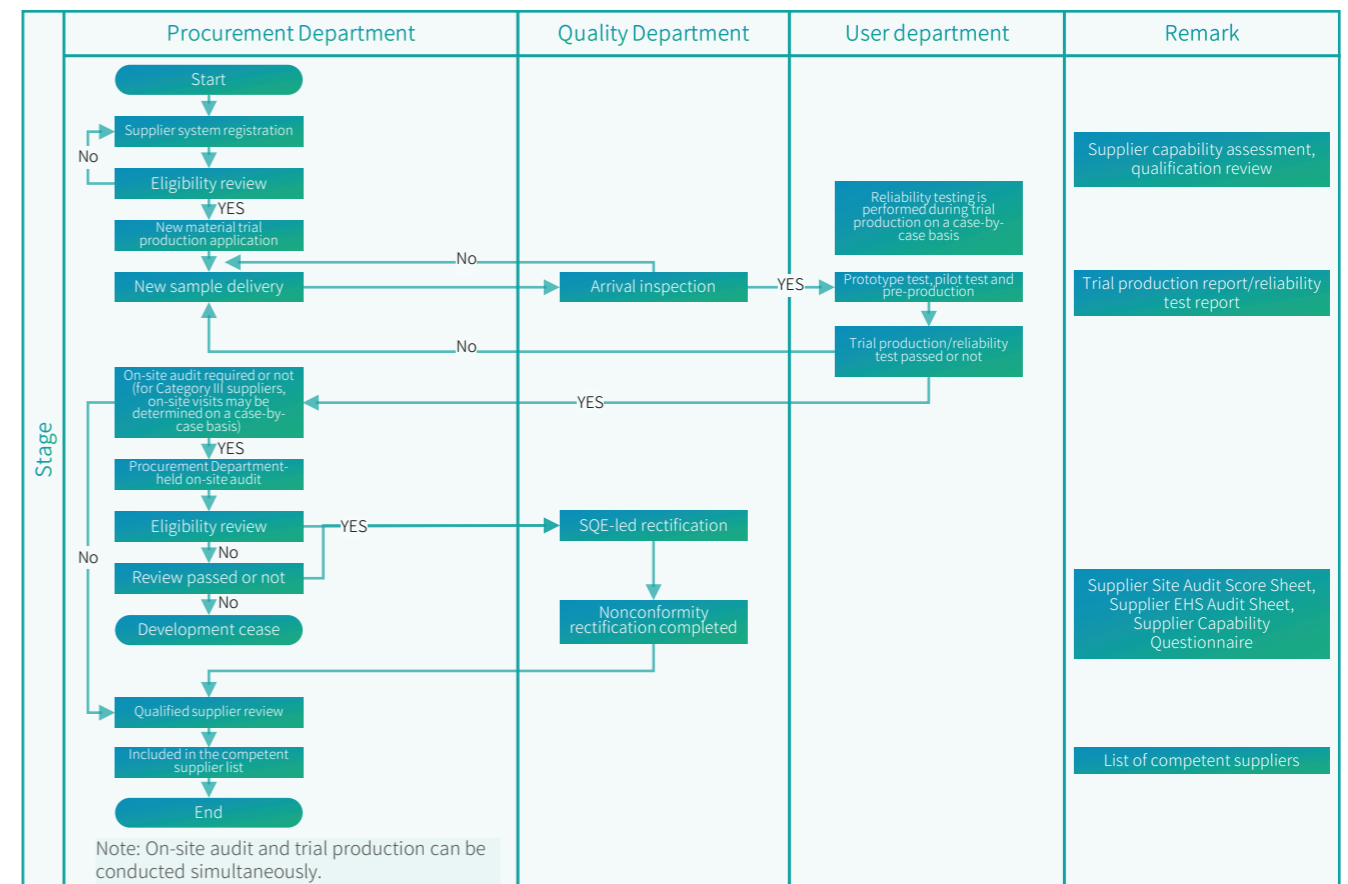 Procurement Department
Quality Department
User department
Remark
Stage
Start
Supplier system registration
No
Eligibility review
YES
New material trial
production application
New sample delivery
No
Arrival inspection
YES
Reliability testing is
performed during trial
production on a case-by-
case basis
Prototype test, pilot test and
pre-production
Trial production/reliability
test passed or not
No
YES
On-site audit required or not
(for Category III suppliers,
on-site visits may be
determined on a case-by-
case basis)
YES
Procurement Department-
held on-site audit
Eligibility review
YES
No
Review passed or not
No
Development cease
No
SQE-led rectification
Nonconformity
rectification completed
Qualified supplier review
Included in the competent
supplier list
End
Note: On-site audit and trial production can be
conducted simultaneously.
Supplier capability assessment,
qualification review
Trial production report/reliability
test report
Supplier Site Audit Score Sheet,
Supplier EHS Audit Sheet,
Supplier Capability
Questionnaire
List of competent suppliers